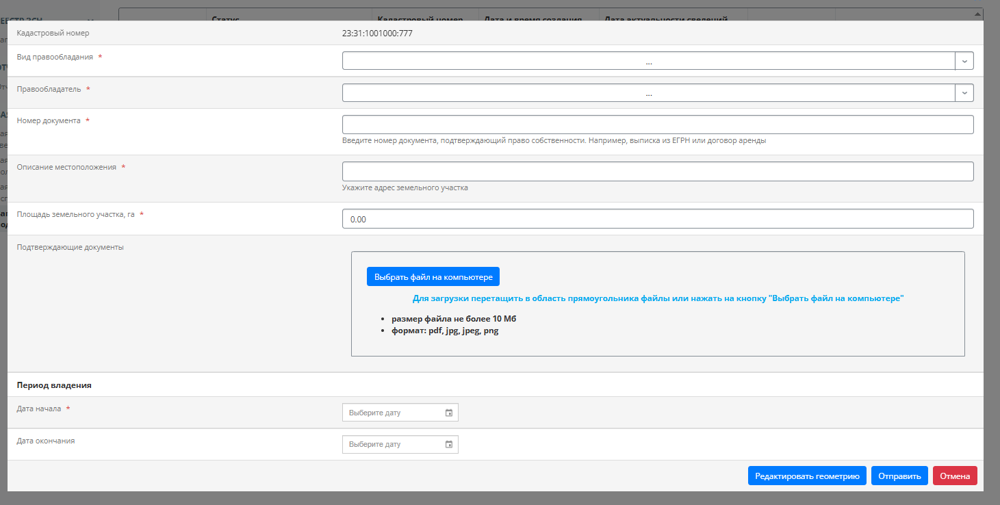 Статус Кадастровый номер Дата и время создания Дата актуальности сведений
Кадастровый номер 23:31:1001000:777
Вид правообладания *
...
Правообладатель *
...
Номер документа *
Введите номер документа, подтверждающий право собственности. Например, выписка из ЕГРН или договор аренды
Описание местоположения *
Укажите адрес земельного участка
Площадь земельного участка, га *
0.00
Подтверждающие документы
Выбрать файл на компьютере
Для загрузки перетащить в область прямоугольника файлы или нажать на кнопку "Выбрать файл на компьютере"
• размер файла не более 10 Мб
• формат: pdf, jpg, jpeg, png
Период владения
Дата начала *
Выберите дату
Дата окончания
Выберите дату
Редактировать геометрию Отправить Отмена